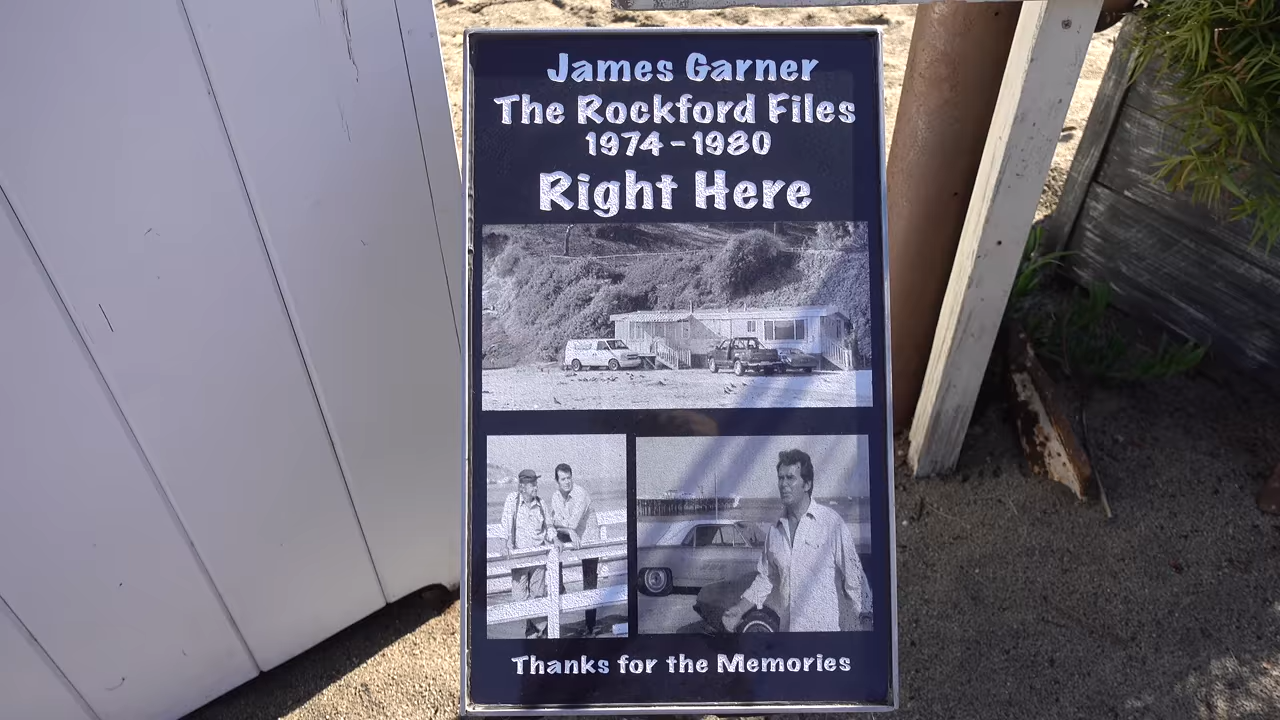 James Garner
The Rockford Files
1974-1980
Right Here
Thanks for the Memories